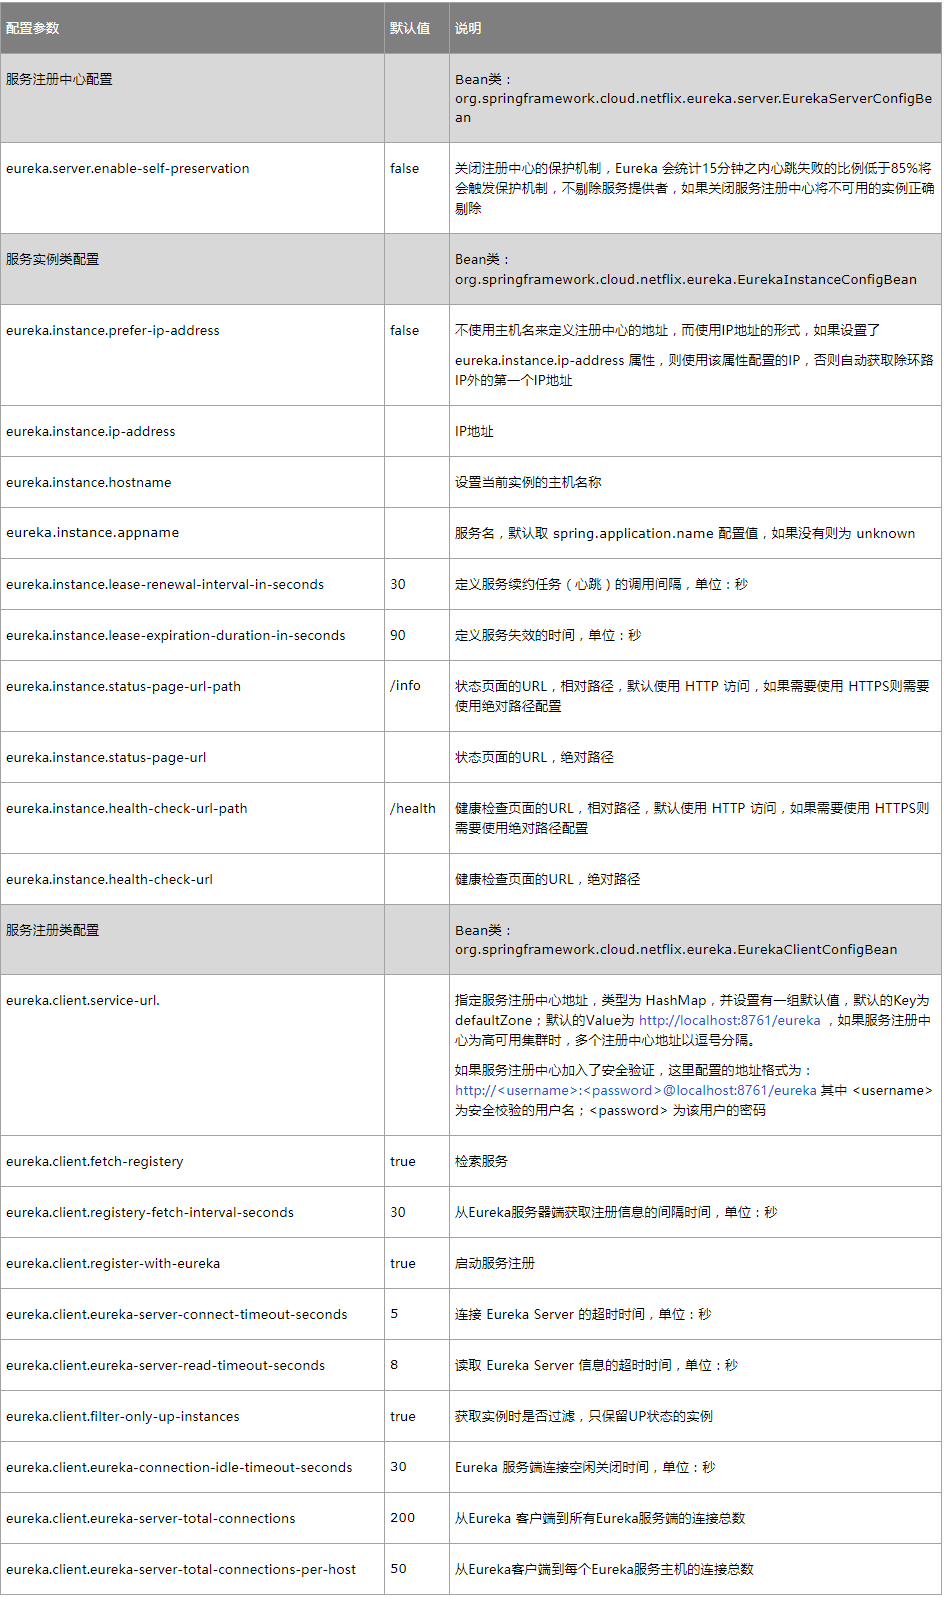 配置参数 默认值 说明
服务注册中心配置 Bean类：
org.springframework.cloud.netflix.eureka.server.EurekaServerConfigBe
an
eureka.server.enable-self-preservation false 关闭注册中心的保护机制，Eureka 会统计15分钟之内心跳失败的比例低于85%将
会触发保护机制，不剔除服务提供者，如果关闭服务注册中心将不可用的实例正确
剔除
服务实例类配置 Bean类：
org.springframework.cloud.netflix.eureka.EurekaInstanceConfigBean
eureka.instance.prefer-ip-address false 不使用主机名来定义注册中心的地址，而使用IP地址的形式，如果设置了
eureka.instance.ip-address 属性，则使用该属性配置的IP，否则自动获取除环路
IP外的第一个IP地址
eureka.instance.ip-address IP地址
eureka.instance.hostname 设置当前实例的主机名称
eureka.instance.appname 服务名，默认取 spring.application.name 配置值，如果没有则为 unknown
eureka.instance.lease-renewal-interval-in-seconds 30 定义服务续约任务（心跳）的调用间隔，单位：秒
eureka.instance.lease-expiration-duration-in-seconds 90 定义服务失效的时间，单位：秒
eureka.instance.status-page-url-path /info 状态页面的URL，相对路径，默认使用 HTTP 访问，如果需要使用 HTTPS则需要
使用绝对路径配置
eureka.instance.status-page-url 状态页面的URL，绝对路径
eureka.instance.health-check-url-path /health 健康检查页面的URL，相对路径，默认使用 HTTP 访问，如果需要使用 HTTPS则
需要使用绝对路径配置
eureka.instance.health-check-url 健康检查页面的URL，绝对路径
服务注册类配置 Bean类：
org.springframework.cloud.netflix.eureka.EurekaClientConfigBean
eureka.client.service-url. 指定服务注册中心地址，类型为 HashMap，并设置有一组默认值，默认的Key为
defaultZone；默认的Value为 http://localhost:8761/eureka ，如果服务注册中
心为高可用集群时，多个注册中心地址以逗号分隔。
如果服务注册中心加入了安全验证，这里配置的地址格式为：
http://<username>:<password>@localhost:8761/eureka 其中 <username>
为安全校验的用户名；<password> 为该用户的密码
eureka.client.fetch-registery true 检索服务
eureka.client.registery-fetch-interval-seconds 30 从Eureka服务器端获取注册信息的间隔时间，单位：秒
eureka.client.register-with-eureka true 启动服务注册
eureka.client.eureka-server-connect-timeout-seconds 5 连接 Eureka Server 的超时时间，单位：秒
eureka.client.eureka-server-read-timeout-seconds 8 读取 Eureka Server 信息的超时时间，单位：秒
eureka.client.filter-only-up-instances true 获取实例时是否过滤，只保留UP状态的实例
eureka.client.eureka-connection-idle-timeout-seconds 30 Eureka 服务端连接空闲关闭时间，单位：秒
eureka.client.eureka-server-total-connections 200 从Eureka 客户端到所有Eureka服务端的连接总数
eureka.client.eureka-server-total-connections-per-host 50 从Eureka客户端到每个Eureka服务主机的连接总数